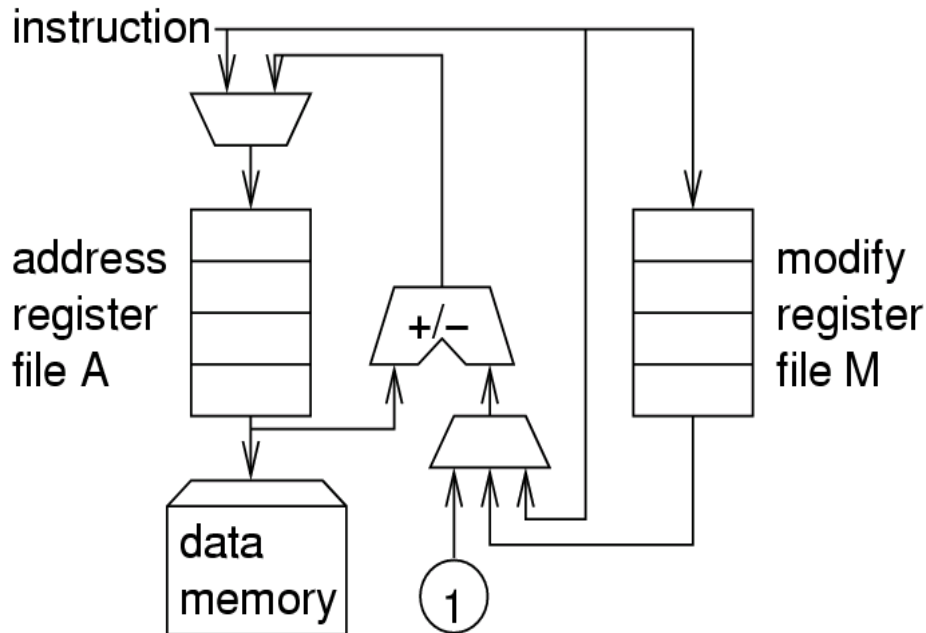 instruction
address
register
file A
+/−
modify
register
file M
data
memory
1